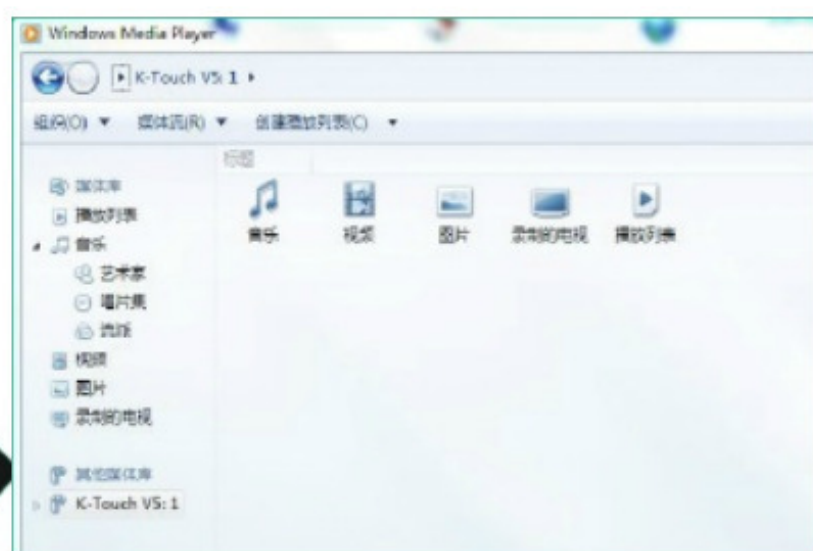 Windows Media Player
K-Touch V5: 1
组织(O) 媒体流(R) 创建播放列表(C)
标题
媒体库
播放列表
音乐
艺术家
唱片集
流派
视频
图片
录制的电视
其他媒体库
K-Touch V5: 1
音乐 视频 图片 录制的电视 播放列表